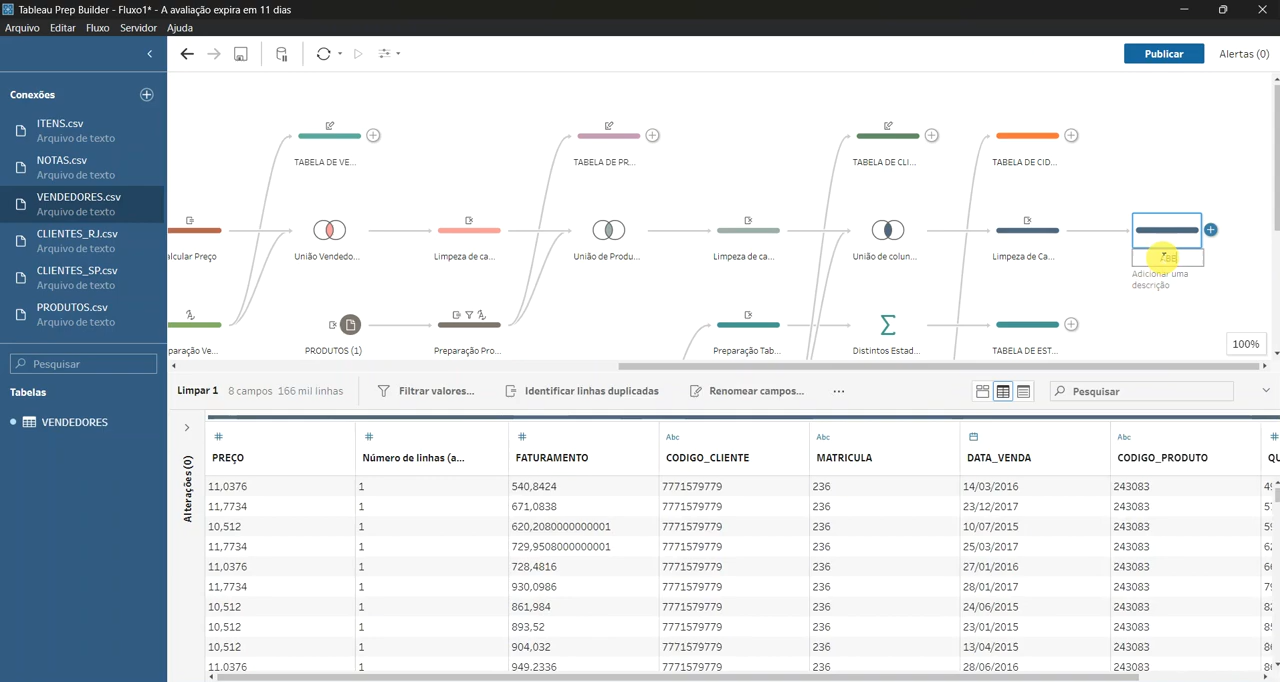 Tableau Prep Builder - Fluxo1* - A avaliação expira em 11 dias
Arquivo Editar Fluxo Servidor Ajuda
Publicar
Alertas (0)
Conexões
ITENS.csv
Arquivo de texto
NOTAS.csv
Arquivo de texto
VENDEDORES.csv
Arquivo de texto
CLIENTES_RJ.csv
Arquivo de texto
CLIENTES_SP.csv
Arquivo de texto
PRODUTOS.csv
Arquivo de texto
Pesquisar
Tabelas
VENDEDORES
TABELA DE VE... TABELA DE PR... TABELA DE CLI... TABELA DE CID...
alcular Preço União Vendedo... Limpeza de ca... União de Produ... Limpeza de ca... União de colun... Limpeza de Ca...
Adicionar uma
descrição
eparação Ve... PRODUTOS (1) Preparação Pro... Preparação Tab... Distintos Estad... TABELA DE EST...
100%
Limpar 1 8 campos 166 mil linhas Filtrar valores... Identificar linhas duplicadas Renomear campos... ... Pesquisar
Alterações (0)
# # # Abc Abc Abc #
PREÇO Número de linhas (a... FATURAMENTO CODIGO_CLIENTE MATRICULA DATA_VENDA CODIGO_PRODUTO QU
11,0376 1 540,8424 7771579779 236 14/03/2016 243083
11,7734 1 671,0838 7771579779 236 23/12/2017 243083
10,512 1 620,2080000000001 7771579779 236 10/07/2015 243083
11,7734 1 729,9508000000001 7771579779 236 25/03/2017 243083
11,0376 1 728,4816 7771579779 236 27/01/2016 243083
11,7734 1 930,0986 7771579779 236 28/01/2017 243083
10,512 1 861,984 7771579779 236 24/06/2015 243083
10,512 1 893,52 7771579779 236 23/01/2015 243083
10,512 1 904,032 7771579779 236 13/04/2015 243083
11,0376 1 949,2336 7771579779 236 28/06/2016 243083